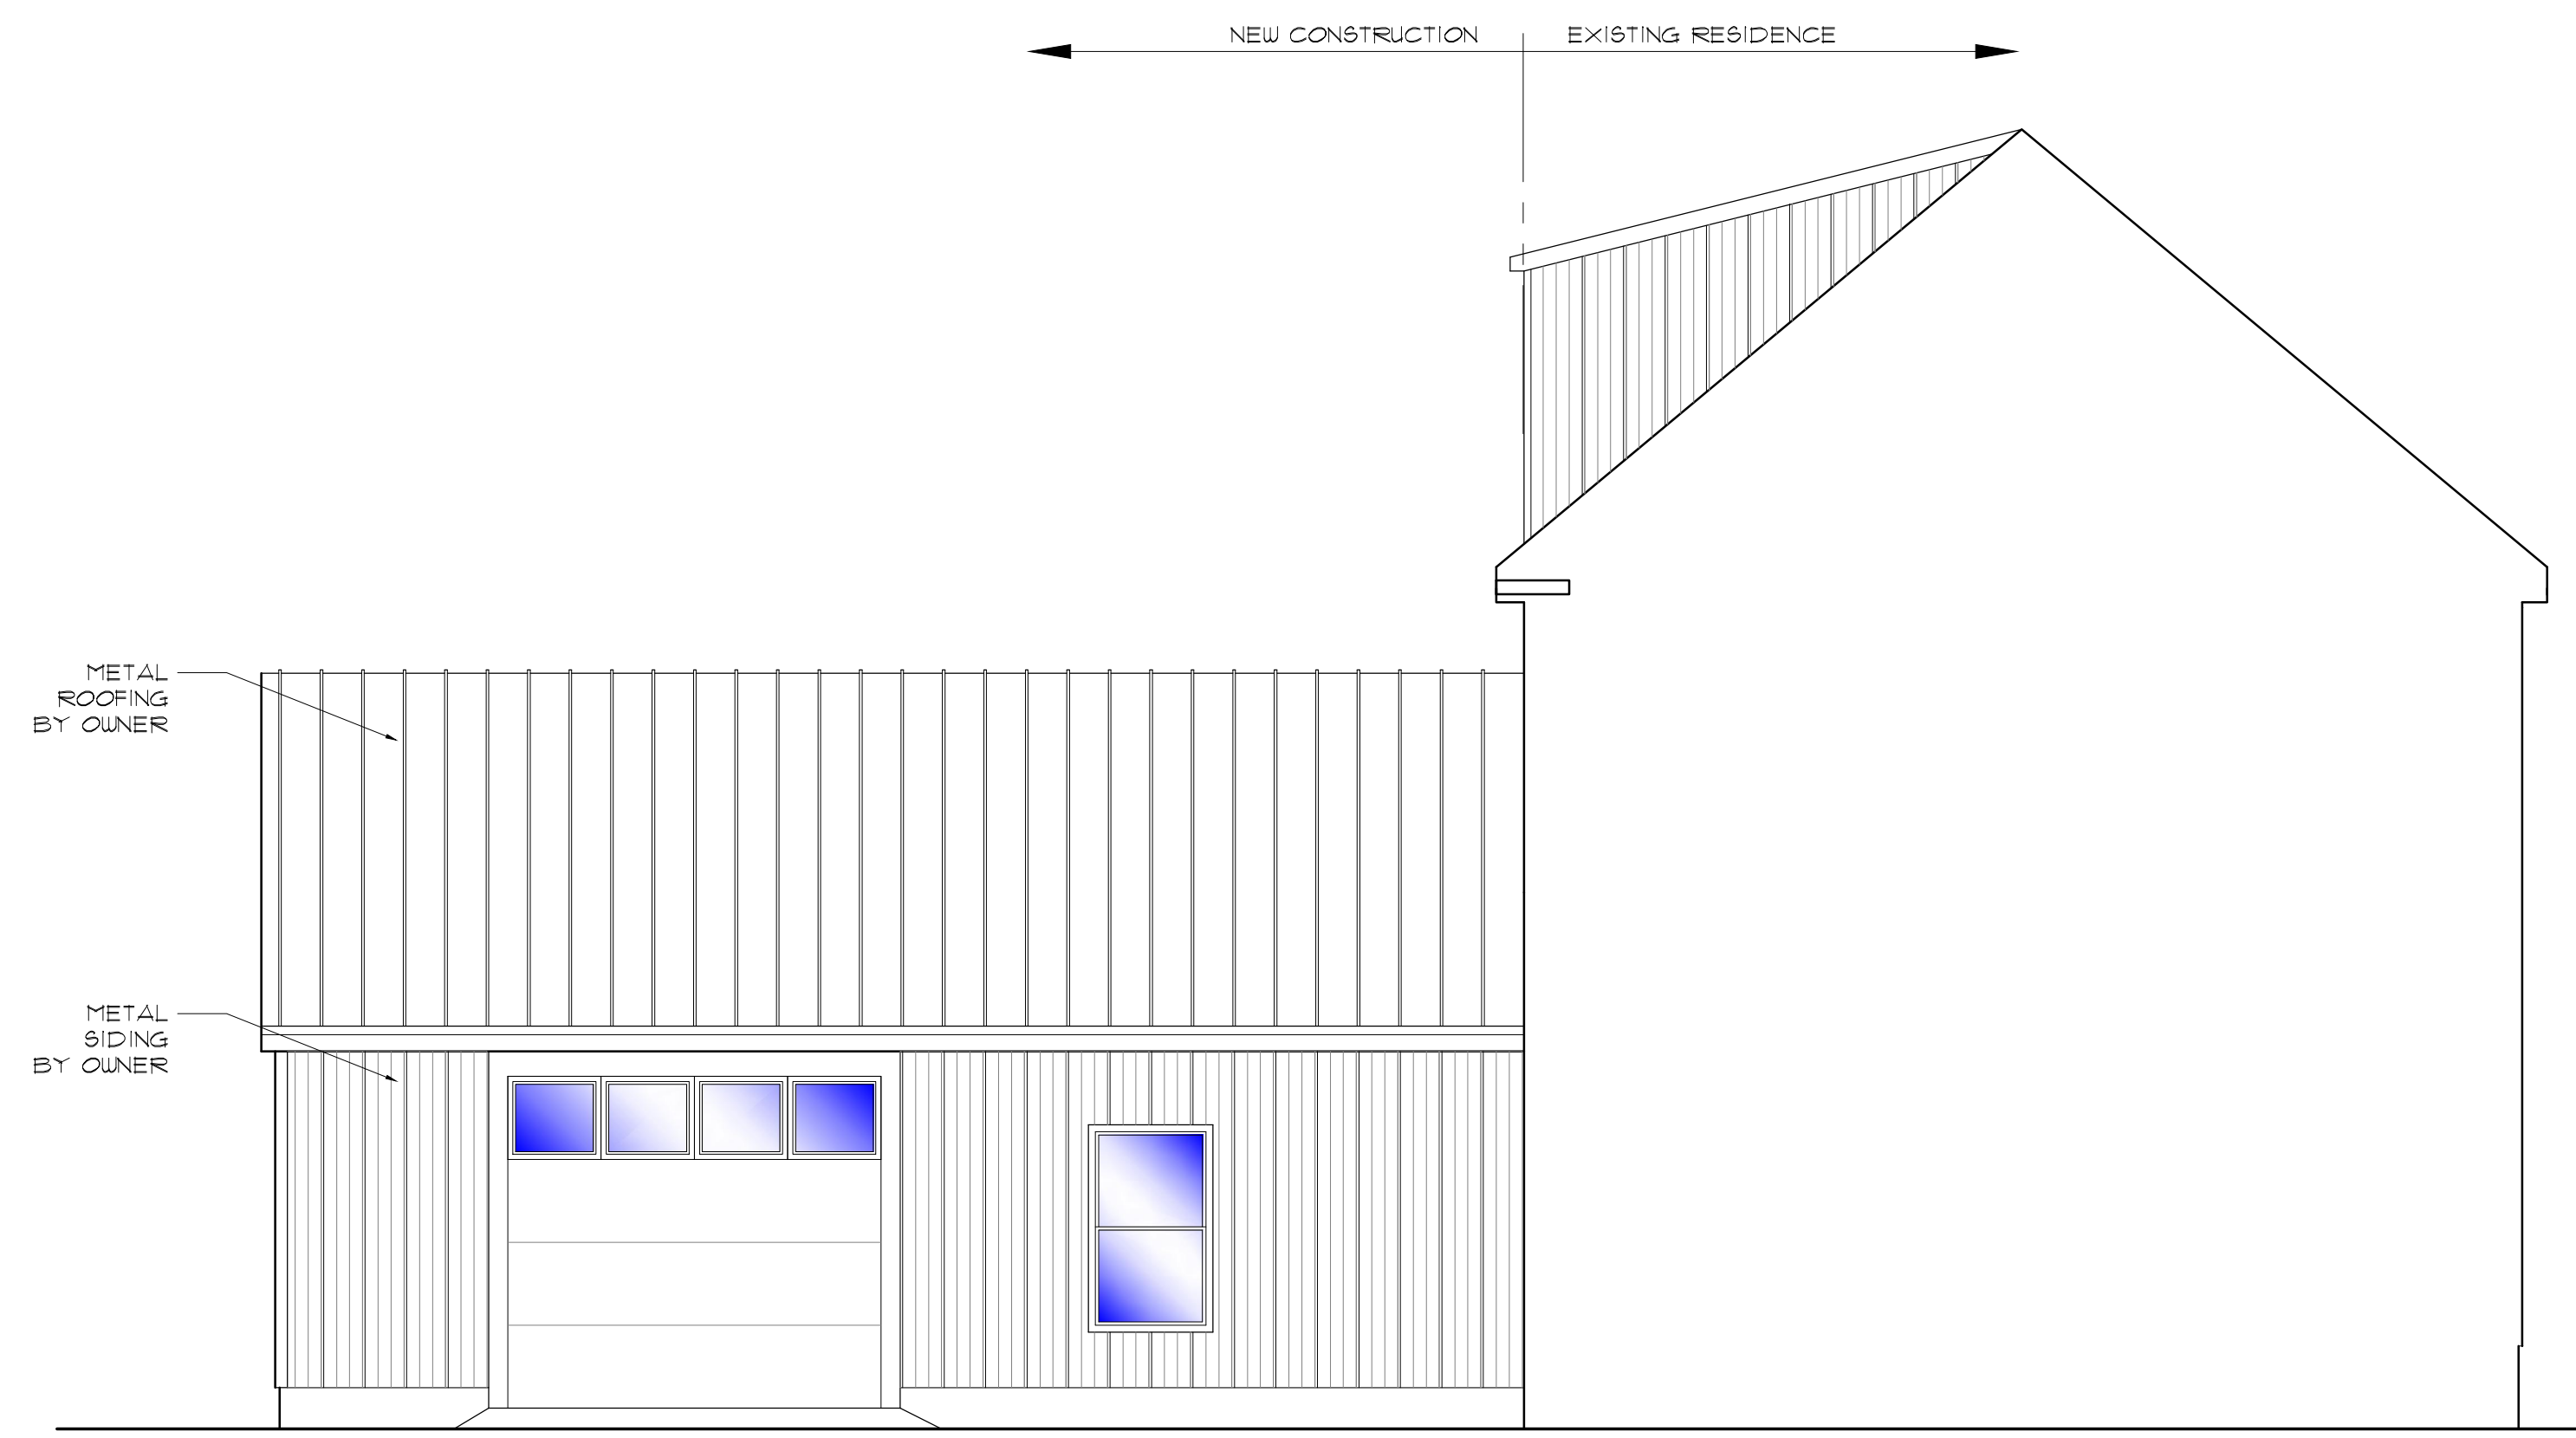 NEW CONSTRUCTION
EXISTING RESIDENCE
METAL
ROOFING
BY OWNER
METAL
SIDING
BY OWNER